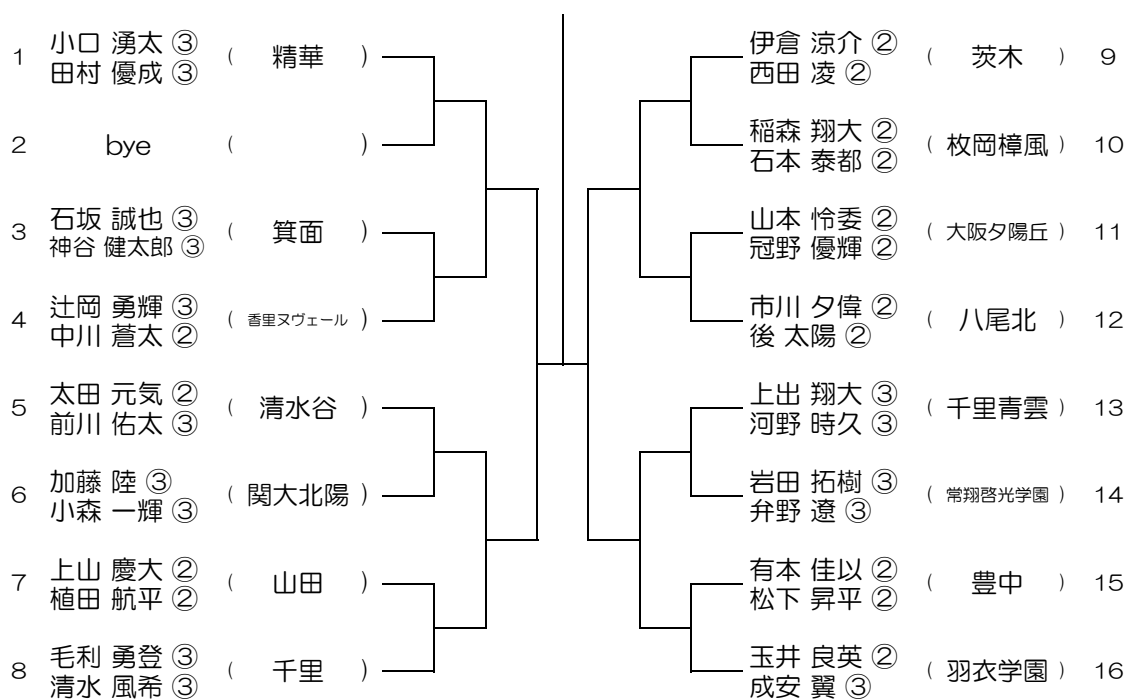 1 小口 湧太 ③ ( 精華 )
田村 優成 ③
2 bye ( )
3 石坂 誠也 ③ ( 箕面 )
神谷 健太郎 ③
4 辻岡 勇輝 ③ ( 香里ヌヴェール )
中川 蒼太 ②
5 太田 元気 ② ( 清水谷 )
前川 佑太 ③
6 加藤 陸 ③ ( 関大北陽 )
小森 一輝 ③
7 上山 慶大 ② ( 山田 )
植田 航平 ②
8 毛利 勇登 ③ ( 千里 )
清水 風希 ③
伊倉 涼介 ② ( 茨木 ) 9
西田 凌 ②
稲森 翔大 ② ( 枚岡樟風 ) 10
石本 泰都 ②
山本 怜委 ② ( 大阪夕陽丘 ) 11
冠野 優輝 ②
市川 夕偉 ② ( 八尾北 ) 12
後 太陽 ②
上出 翔大 ③ ( 千里青雲 ) 13
河野 時久 ③
岩田 拓樹 ③ ( 常翔啓光学園 ) 14
弁野 遼 ③
有本 佳以 ② ( 豊中 ) 15
松下 昇平 ②
玉井 良英 ② ( 羽衣学園 ) 16
成安 翼 ③